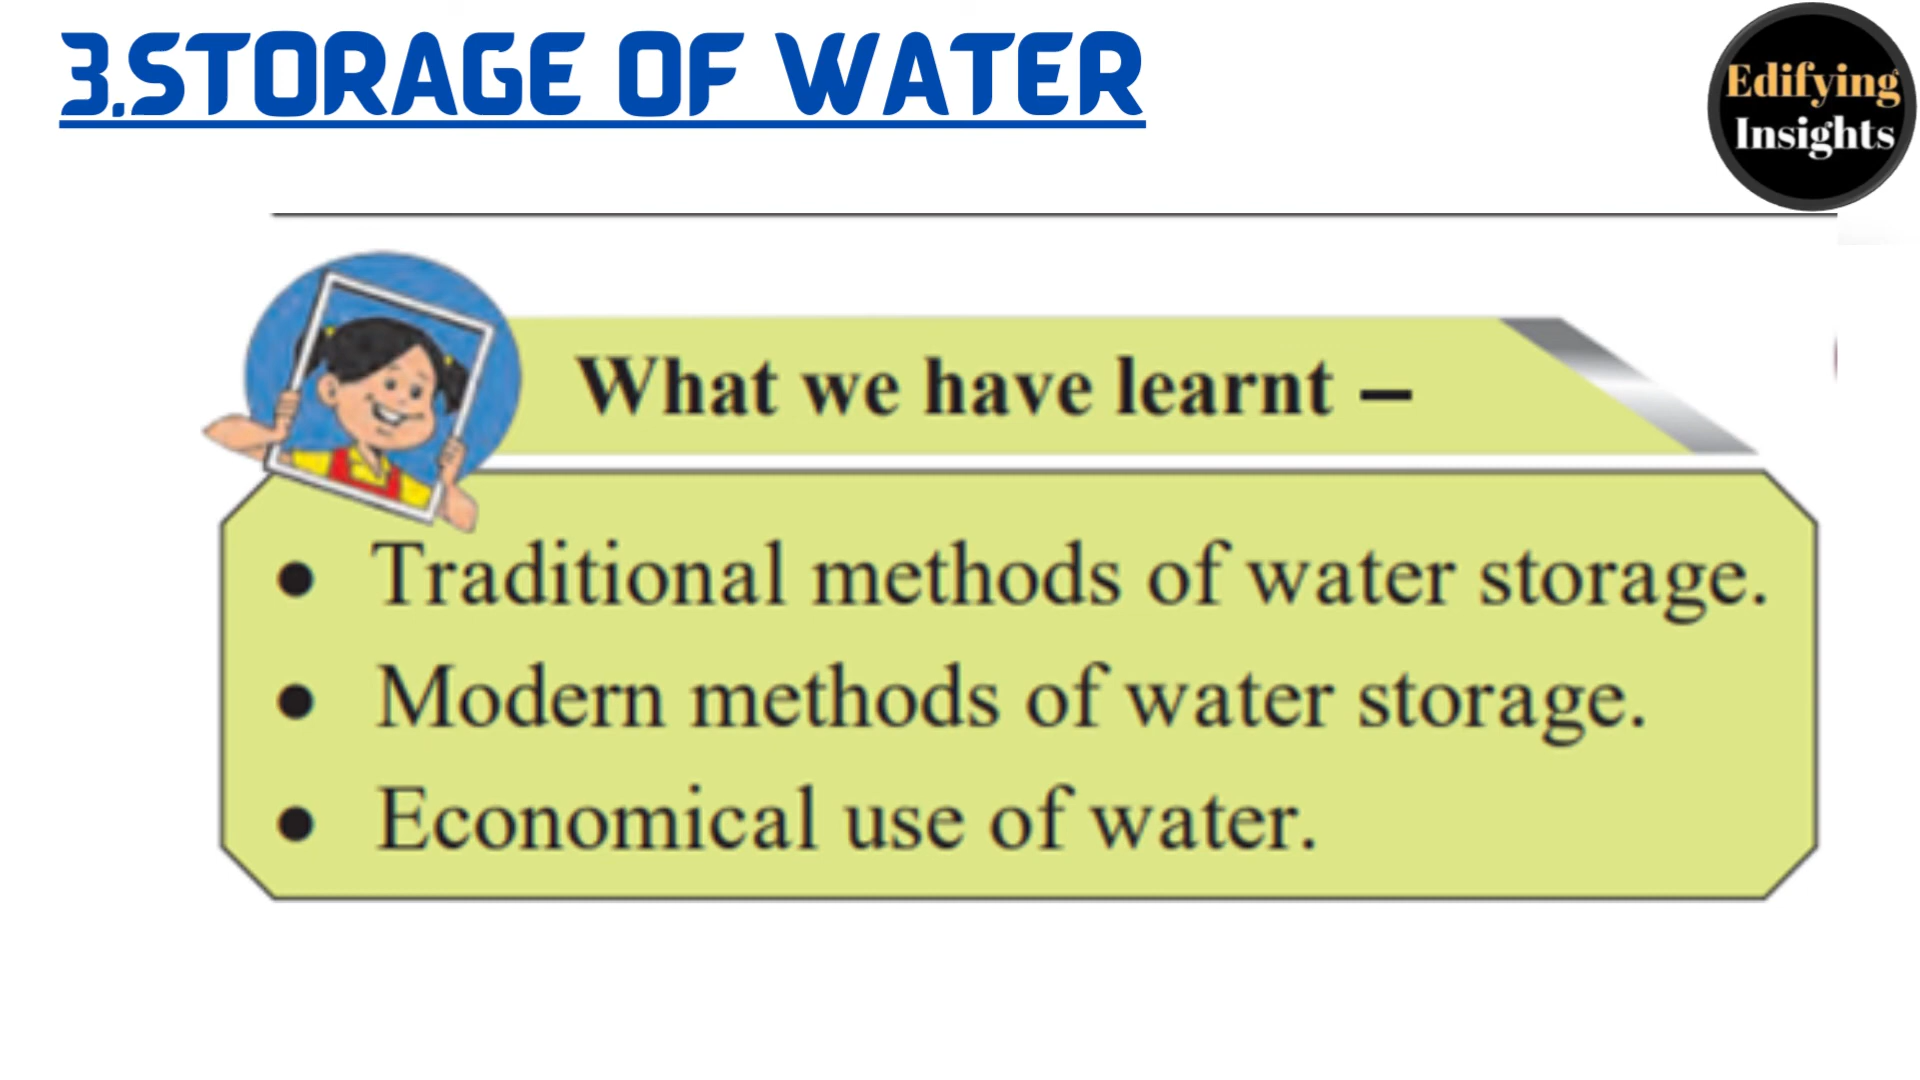 3.STORAGE OF WATER
Edifying
Insights
What we have learnt –
● Traditional methods of water storage.
● Modern methods of water storage.
● Economical use of water.